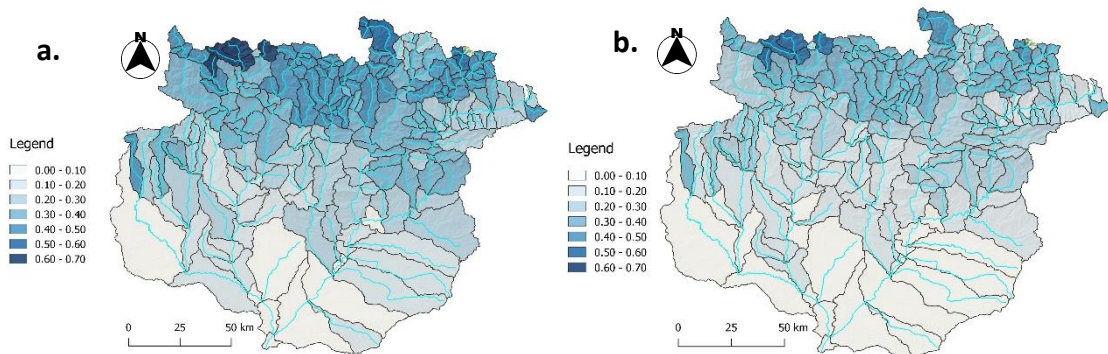 a.
N
Legend
0.00 - 0.10
0.10 - 0.20
0.20 - 0.30
0.30 - 0.40
0.40 - 0.50
0.50 - 0.60
0.60 - 0.70
0 25 50 km
b.
N
Legend
0.00 - 0.10
0.10 - 0.20
0.20 - 0.30
0.30 - 0.40
0.40 - 0.50
0.50 - 0.60
0.60 - 0.70
0 25 50 km